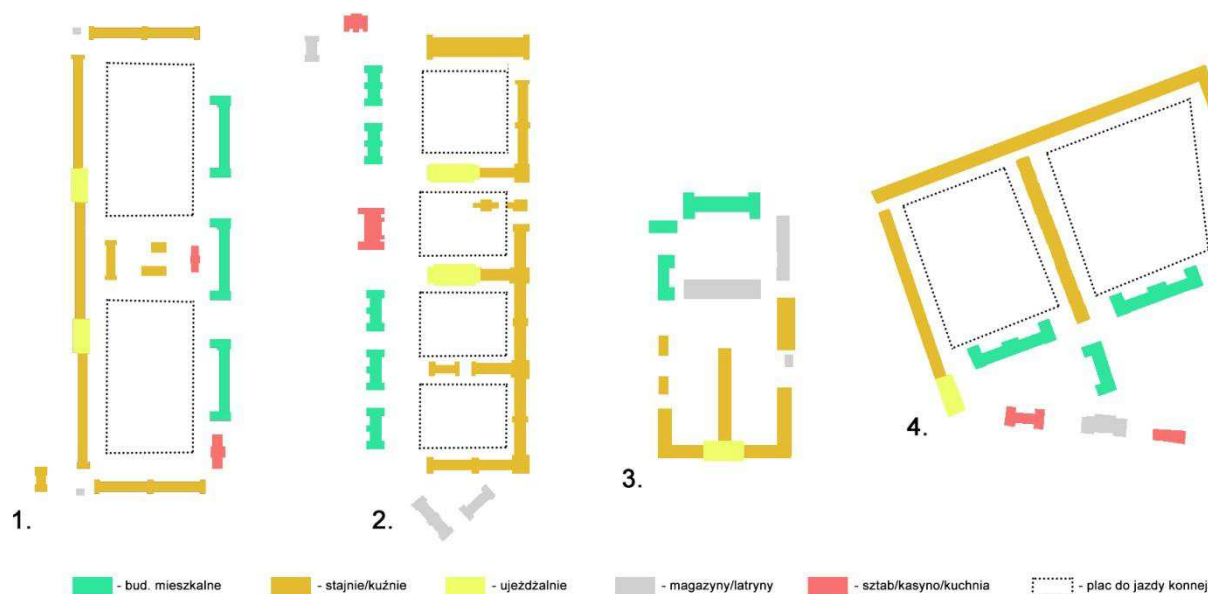 1.
2.
3.
4.
- bud. mieszkalne - stajnie/kuźnie - ujeżdżalnie - magazyny/latryny - sztab/kasyno/kuchnia - plac do jazdy konnej